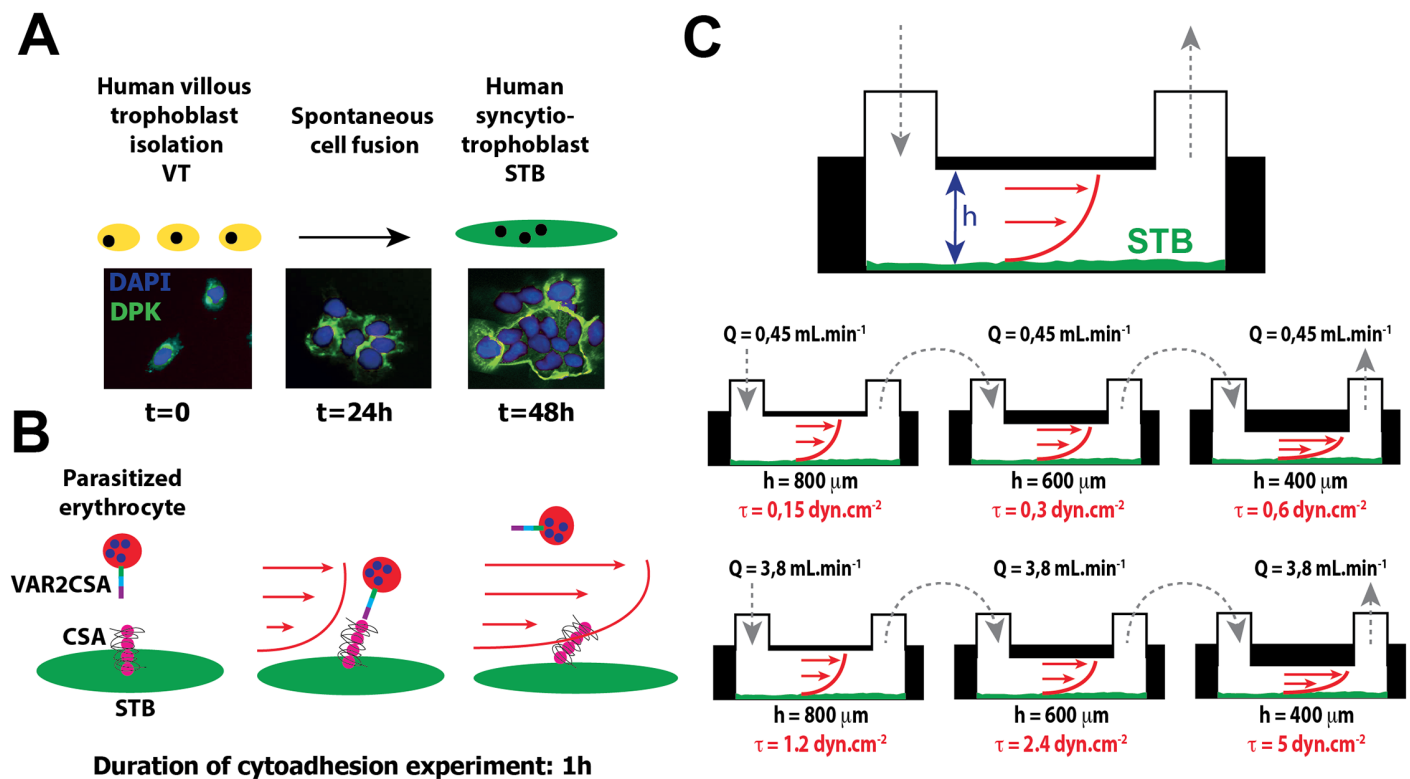 A
Human villous
trophoblast
isolation
VT
Spontaneous
cell fusion
Human
syncytio-
trophoblast
STB
DAPI
DPK
t=0
t=24h
t=48h
B
Parasitized
erythrocyte
VAR2CSA
CSA
STB
Duration of cytoadhesion experiment: 1h
C
h
STB
Q = 0,45 mL.min⁻¹
Q = 0,45 mL.min⁻¹
Q = 0,45 mL.min⁻¹
h = 800 μm
h = 600 μm
h = 400 μm
τ = 0,15 dyn.cm⁻²
τ = 0,3 dyn.cm⁻²
τ = 0,6 dyn.cm⁻²
Q = 3,8 mL.min⁻¹
Q = 3,8 mL.min⁻¹
Q = 3,8 mL.min⁻¹
h = 800 μm
h = 600 μm
h = 400 μm
τ = 1.2 dyn.cm⁻²
τ = 2.4 dyn.cm⁻²
τ = 5 dyn.cm⁻²